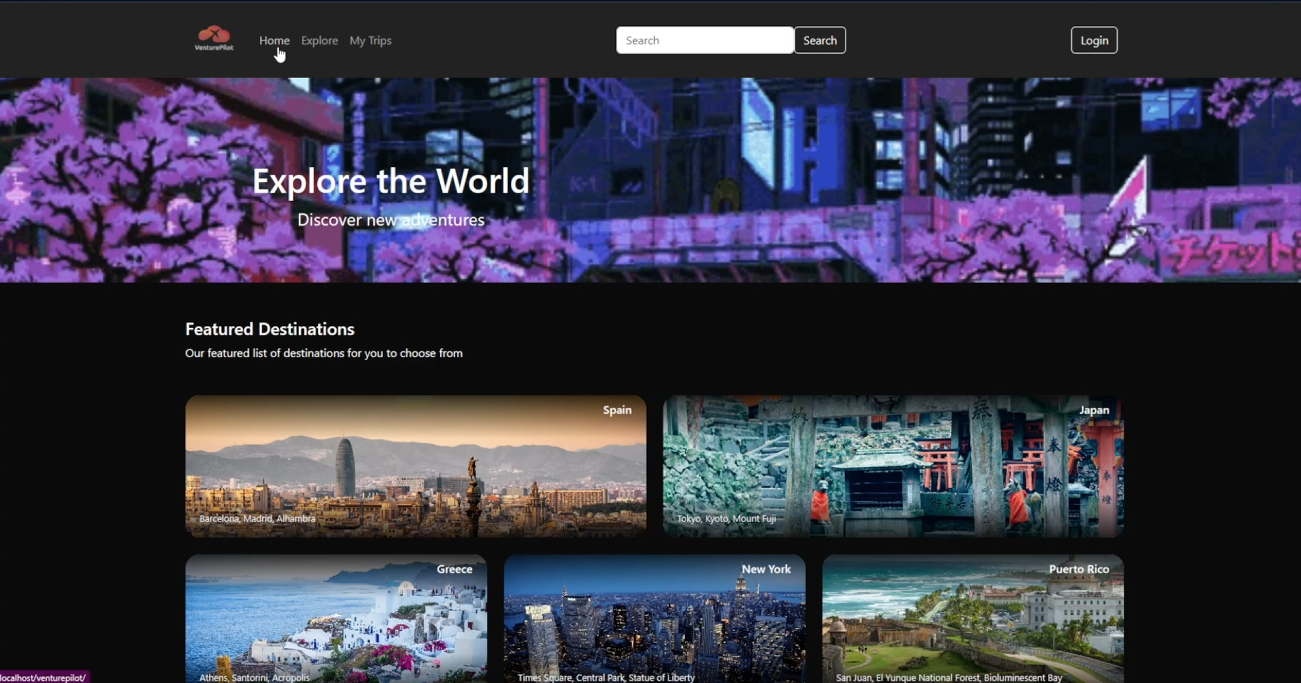 VenturePilot
Home Explore My Trips
Search Search
Login
Explore the World
Discover new adventures
チケット
Featured Destinations
Our featured list of destinations for you to choose from
Spain
Barcelona, Madrid, Alhambra
Japan
奉
Tokyo, Kyoto, Mount Fuji
Greece
Athens, Santorini, Acropolis
New York
Times Square, Central Park, Statue of Liberty
Puerto Rico
San Juan, El Yunque National Forest, Bioluminescent Bay
localhost/venturepilot/